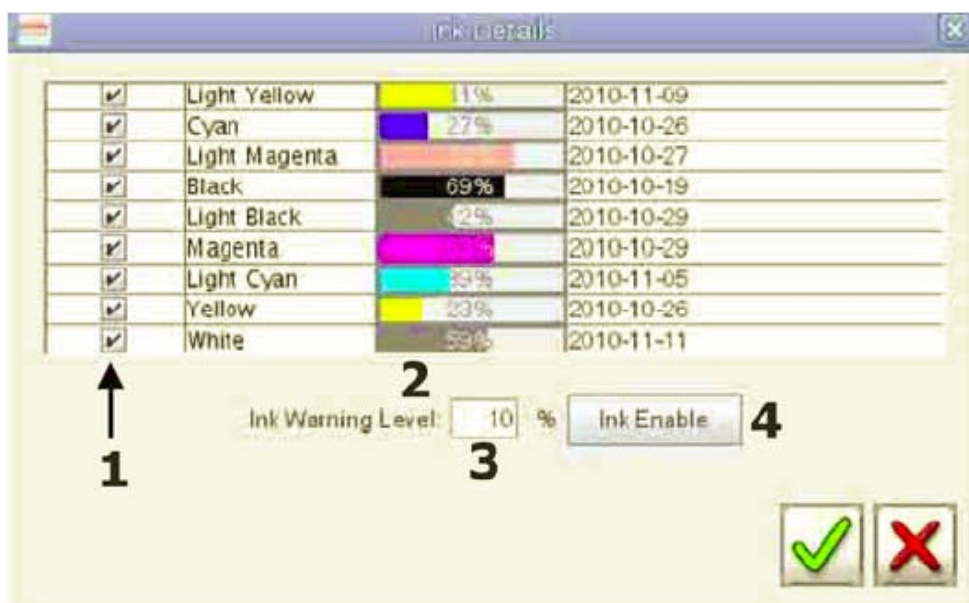 Ink Details
Light Yellow 2010-11-09
Cyan 27% 2010-10-26
Light Magenta 2010-10-27
Black 69% 2010-10-19
Light Black 2010-10-29
Magenta 2010-10-29
Light Cyan 39% 2010-11-05
Yellow 23% 2010-10-26
White 2010-11-11
2
Ink Warning Level: 10 % Ink Enable 4
1 3